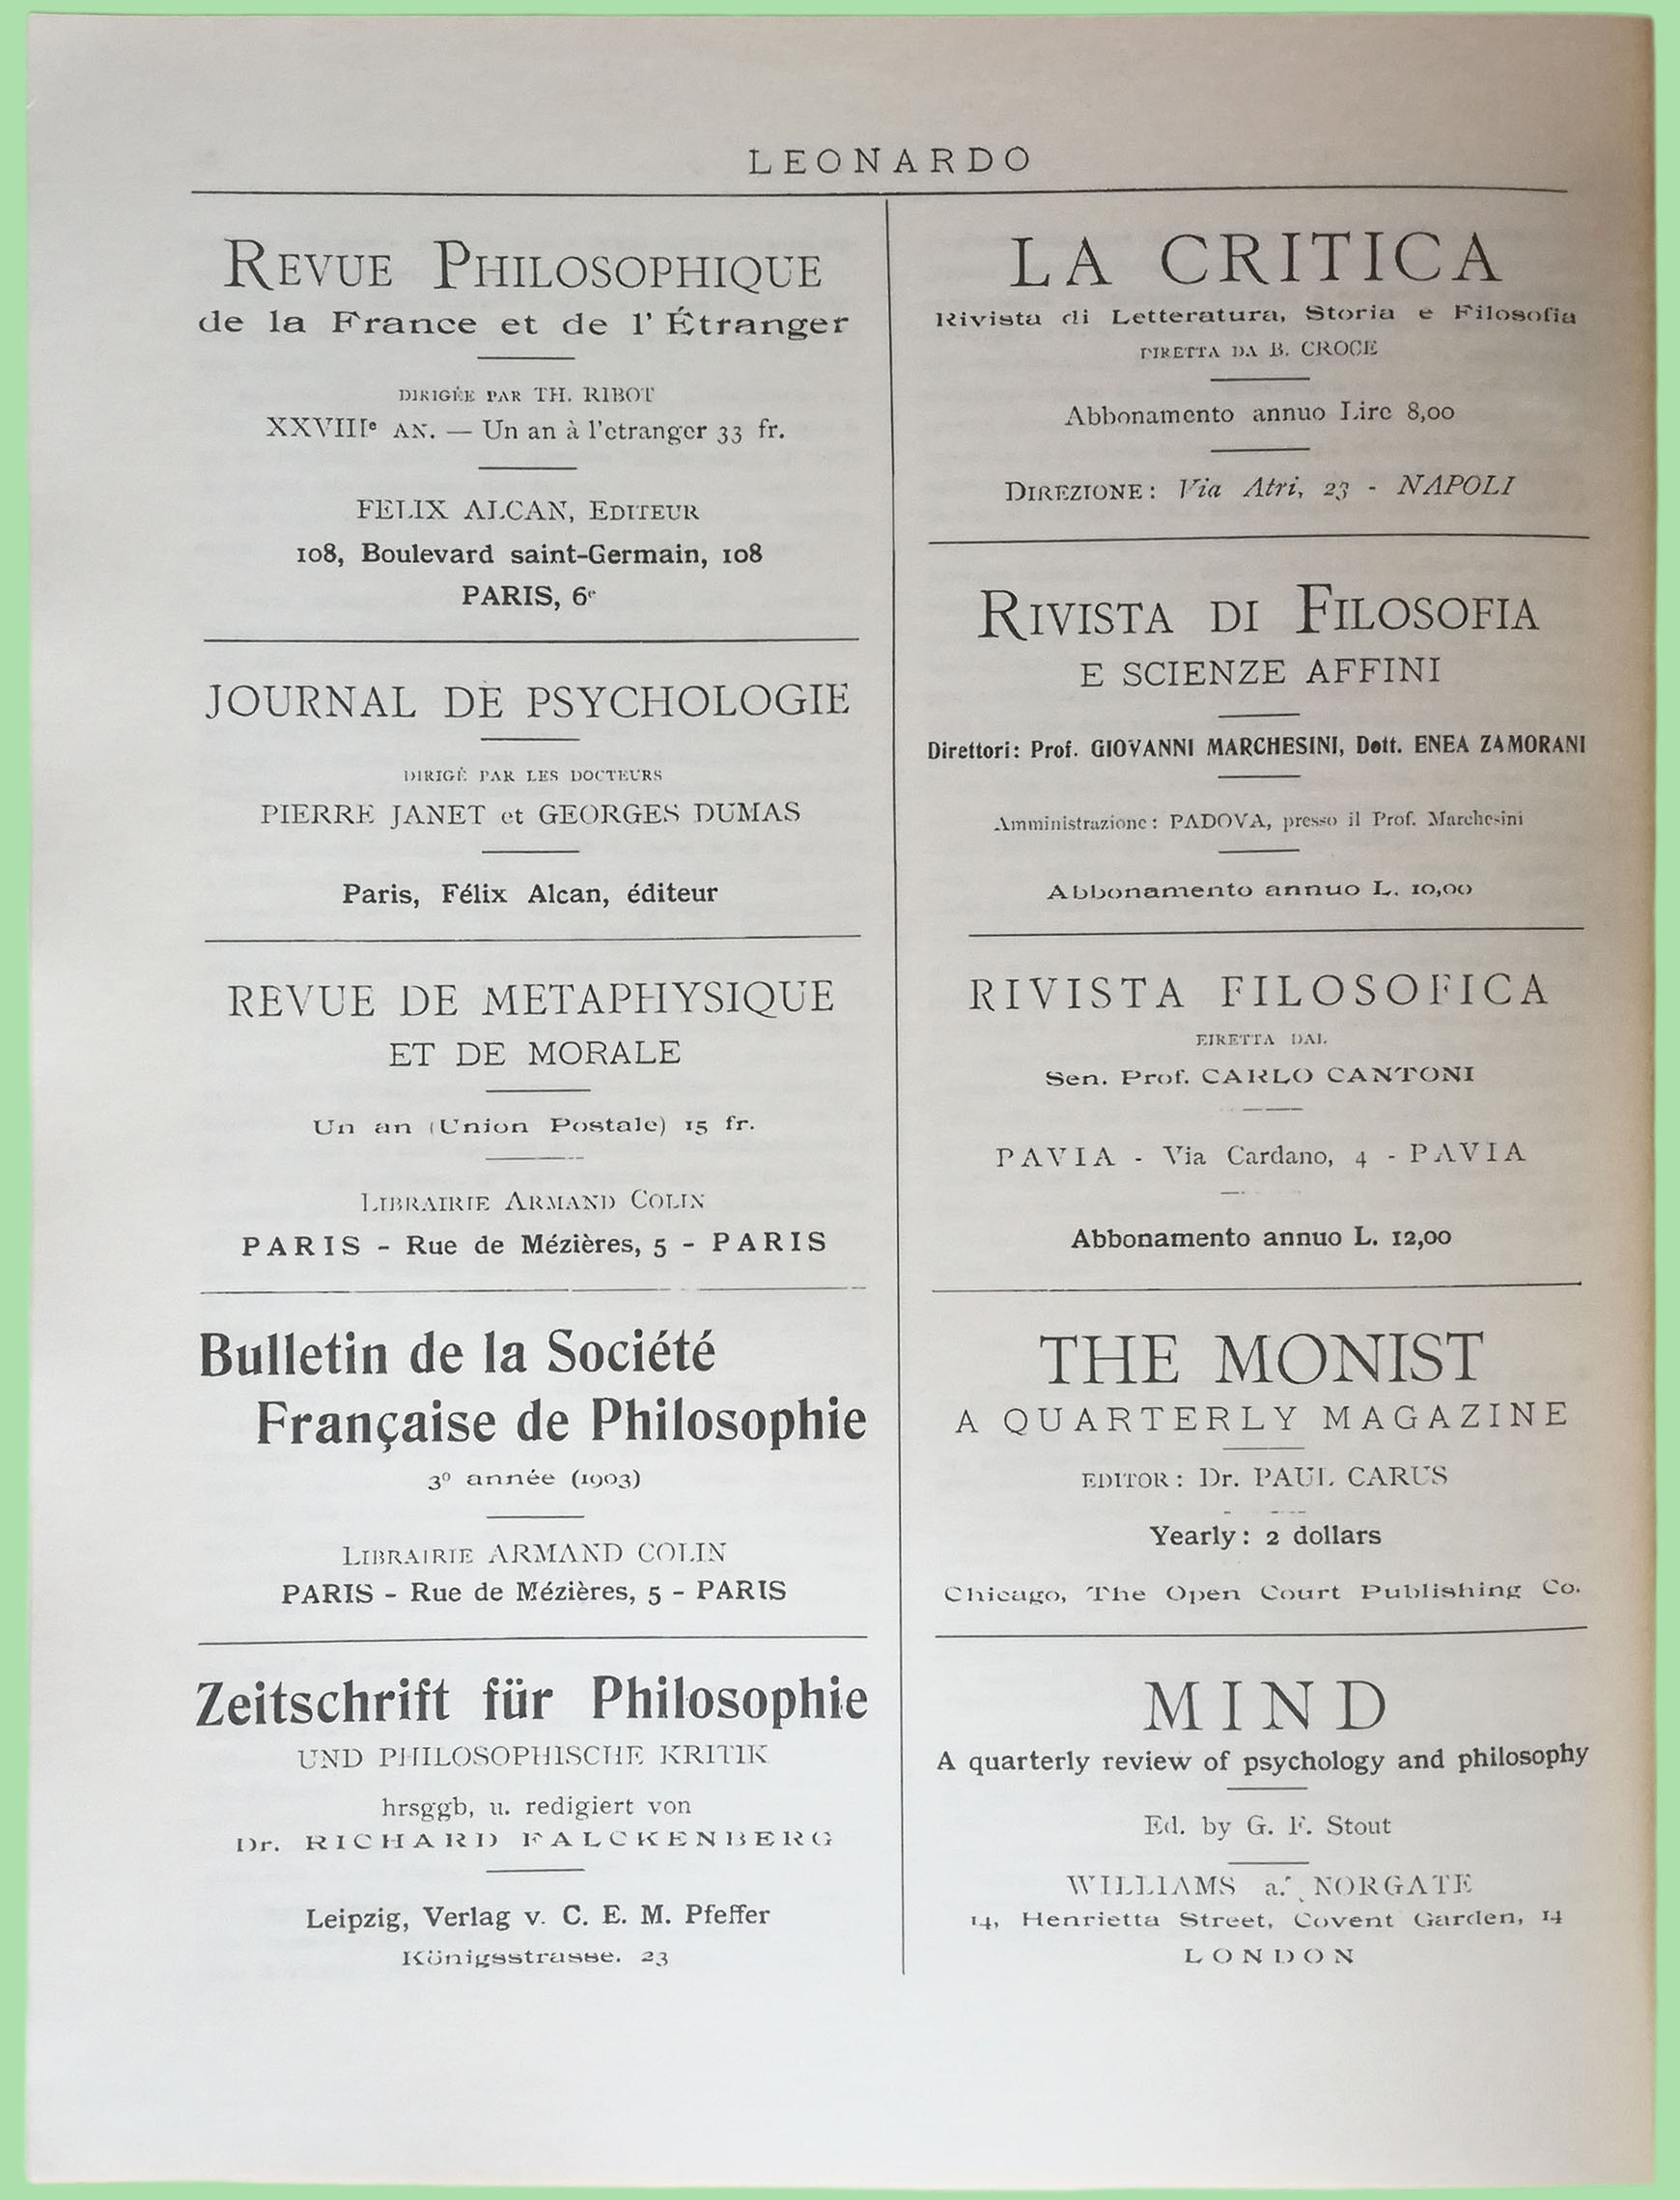 LEONARDO
REVUE PHILOSOPHIQUE
de la France et de l' Étranger
DIRIGÉE PAR TH. RIBOT
XXVIIIe AN. — Un an à l'etranger 33 fr.
FELIX ALCAN, EDITEUR
108, Boulevard saint-Germain, 108
PARIS, 6e
JOURNAL DE PSYCHOLOGIE
DIRIGÉ PAR LES DOCTEURS
PIERRE JANET et GEORGES DUMAS
Paris, Félix Alcan, éditeur
REVUE DE METAPHYSIQUE
ET DE MORALE
Un an (Union Postale) 15 fr.
LIBRAIRIE ARMAND COLIN
PARIS - Rue de Mézières, 5 - PARIS
Bulletin de la Société
Française de Philosophie
3º année (1903)
LIBRAIRIE ARMAND COLIN
PARIS - Rue de Mézières, 5 - PARIS
Zeitschrift für Philosophie
UND PHILOSOPHISCHE KRITIK
hrsggb, u. redigiert von
Dr. RICHARD FALCKENBERG
Leipzig, Verlag v. C. E. M. Pfeffer
Königsstrasse. 23
LA CRITICA
Rivista di Letteratura, Storia e Filosofia
DIRETTA DA B. CROCE
Abbonamento annuo Lire 8,00
DIREZIONE: Via Atri, 23 - NAPOLI
RIVISTA DI FILOSOFIA
E SCIENZE AFFINI
Direttori: Prof. GIOVANNI MARCHESINI, Dott. ENEA ZAMORANI
Amministrazione: PADOVA, presso il Prof. Marchesini
Abbonamento annuo L. 10,00
RIVISTA FILOSOFICA
EIRETTA DAL
Sen. Prof. CARLO CANTONI
PAVIA - Via Cardano, 4 - PAVIA
Abbonamento annuo L. 12,00
THE MONIST
A QUARTERLY MAGAZINE
EDITOR: Dr. PAUL CARUS
Yearly: 2 dollars
Chicago, The Open Court Publishing Co.
MIND
A quarterly review of psychology and philosophy
Ed. by G. F. Stout
WILLIAMS a. NORGATE
14, Henrietta Street, Covent Garden, 14
LONDON